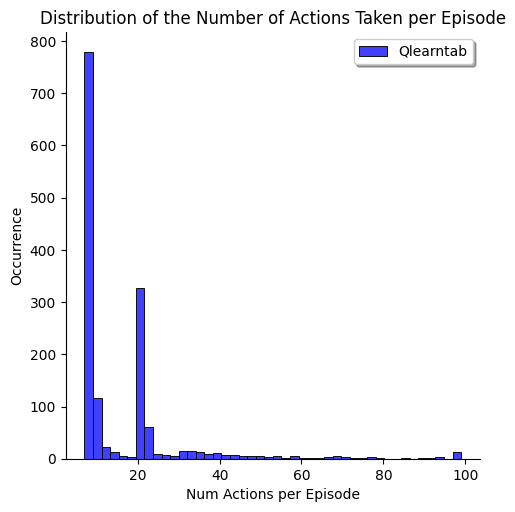 Distribution of the Number of Actions Taken per Episode
Qlearntab
800
700
600
500
400
300
200
100
0
Occurrence
20 40 60 80 100
Num Actions per Episode